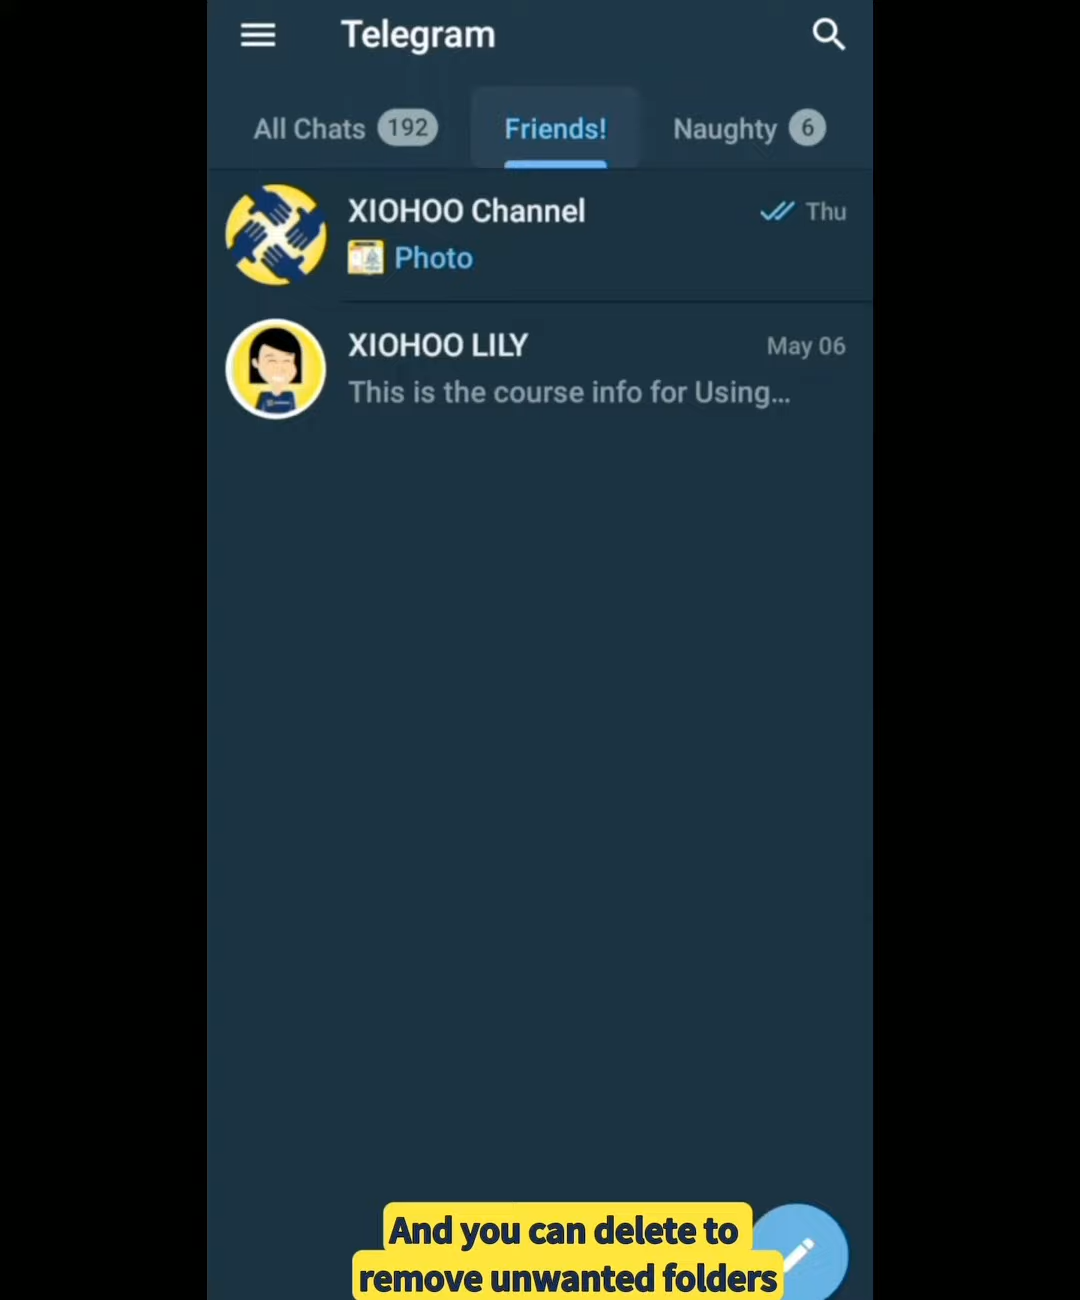 Telegram
All Chats 192 Friends! Naughty 6
XIOHOO Channel Thu
Photo
XIOHOO LILY May 06
This is the course info for Using...
And you can delete to
remove unwanted folders